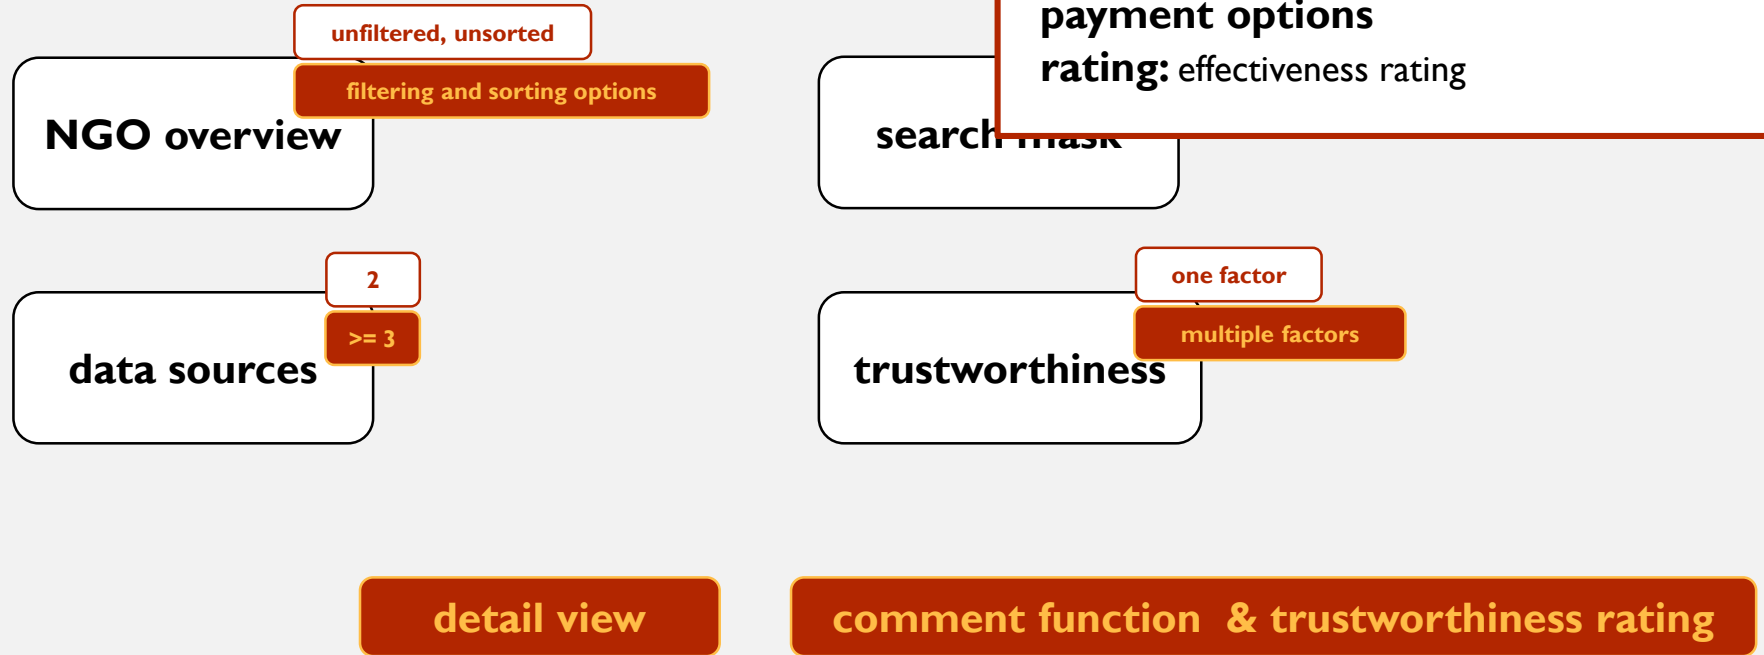 unfiltered, unsorted
filtering and sorting options
NGO overview
payment options
rating: effectiveness rating
search mask
2
>= 3
data sources
one factor
multiple factors
trustworthiness
detail view
comment function & trustworthiness rating